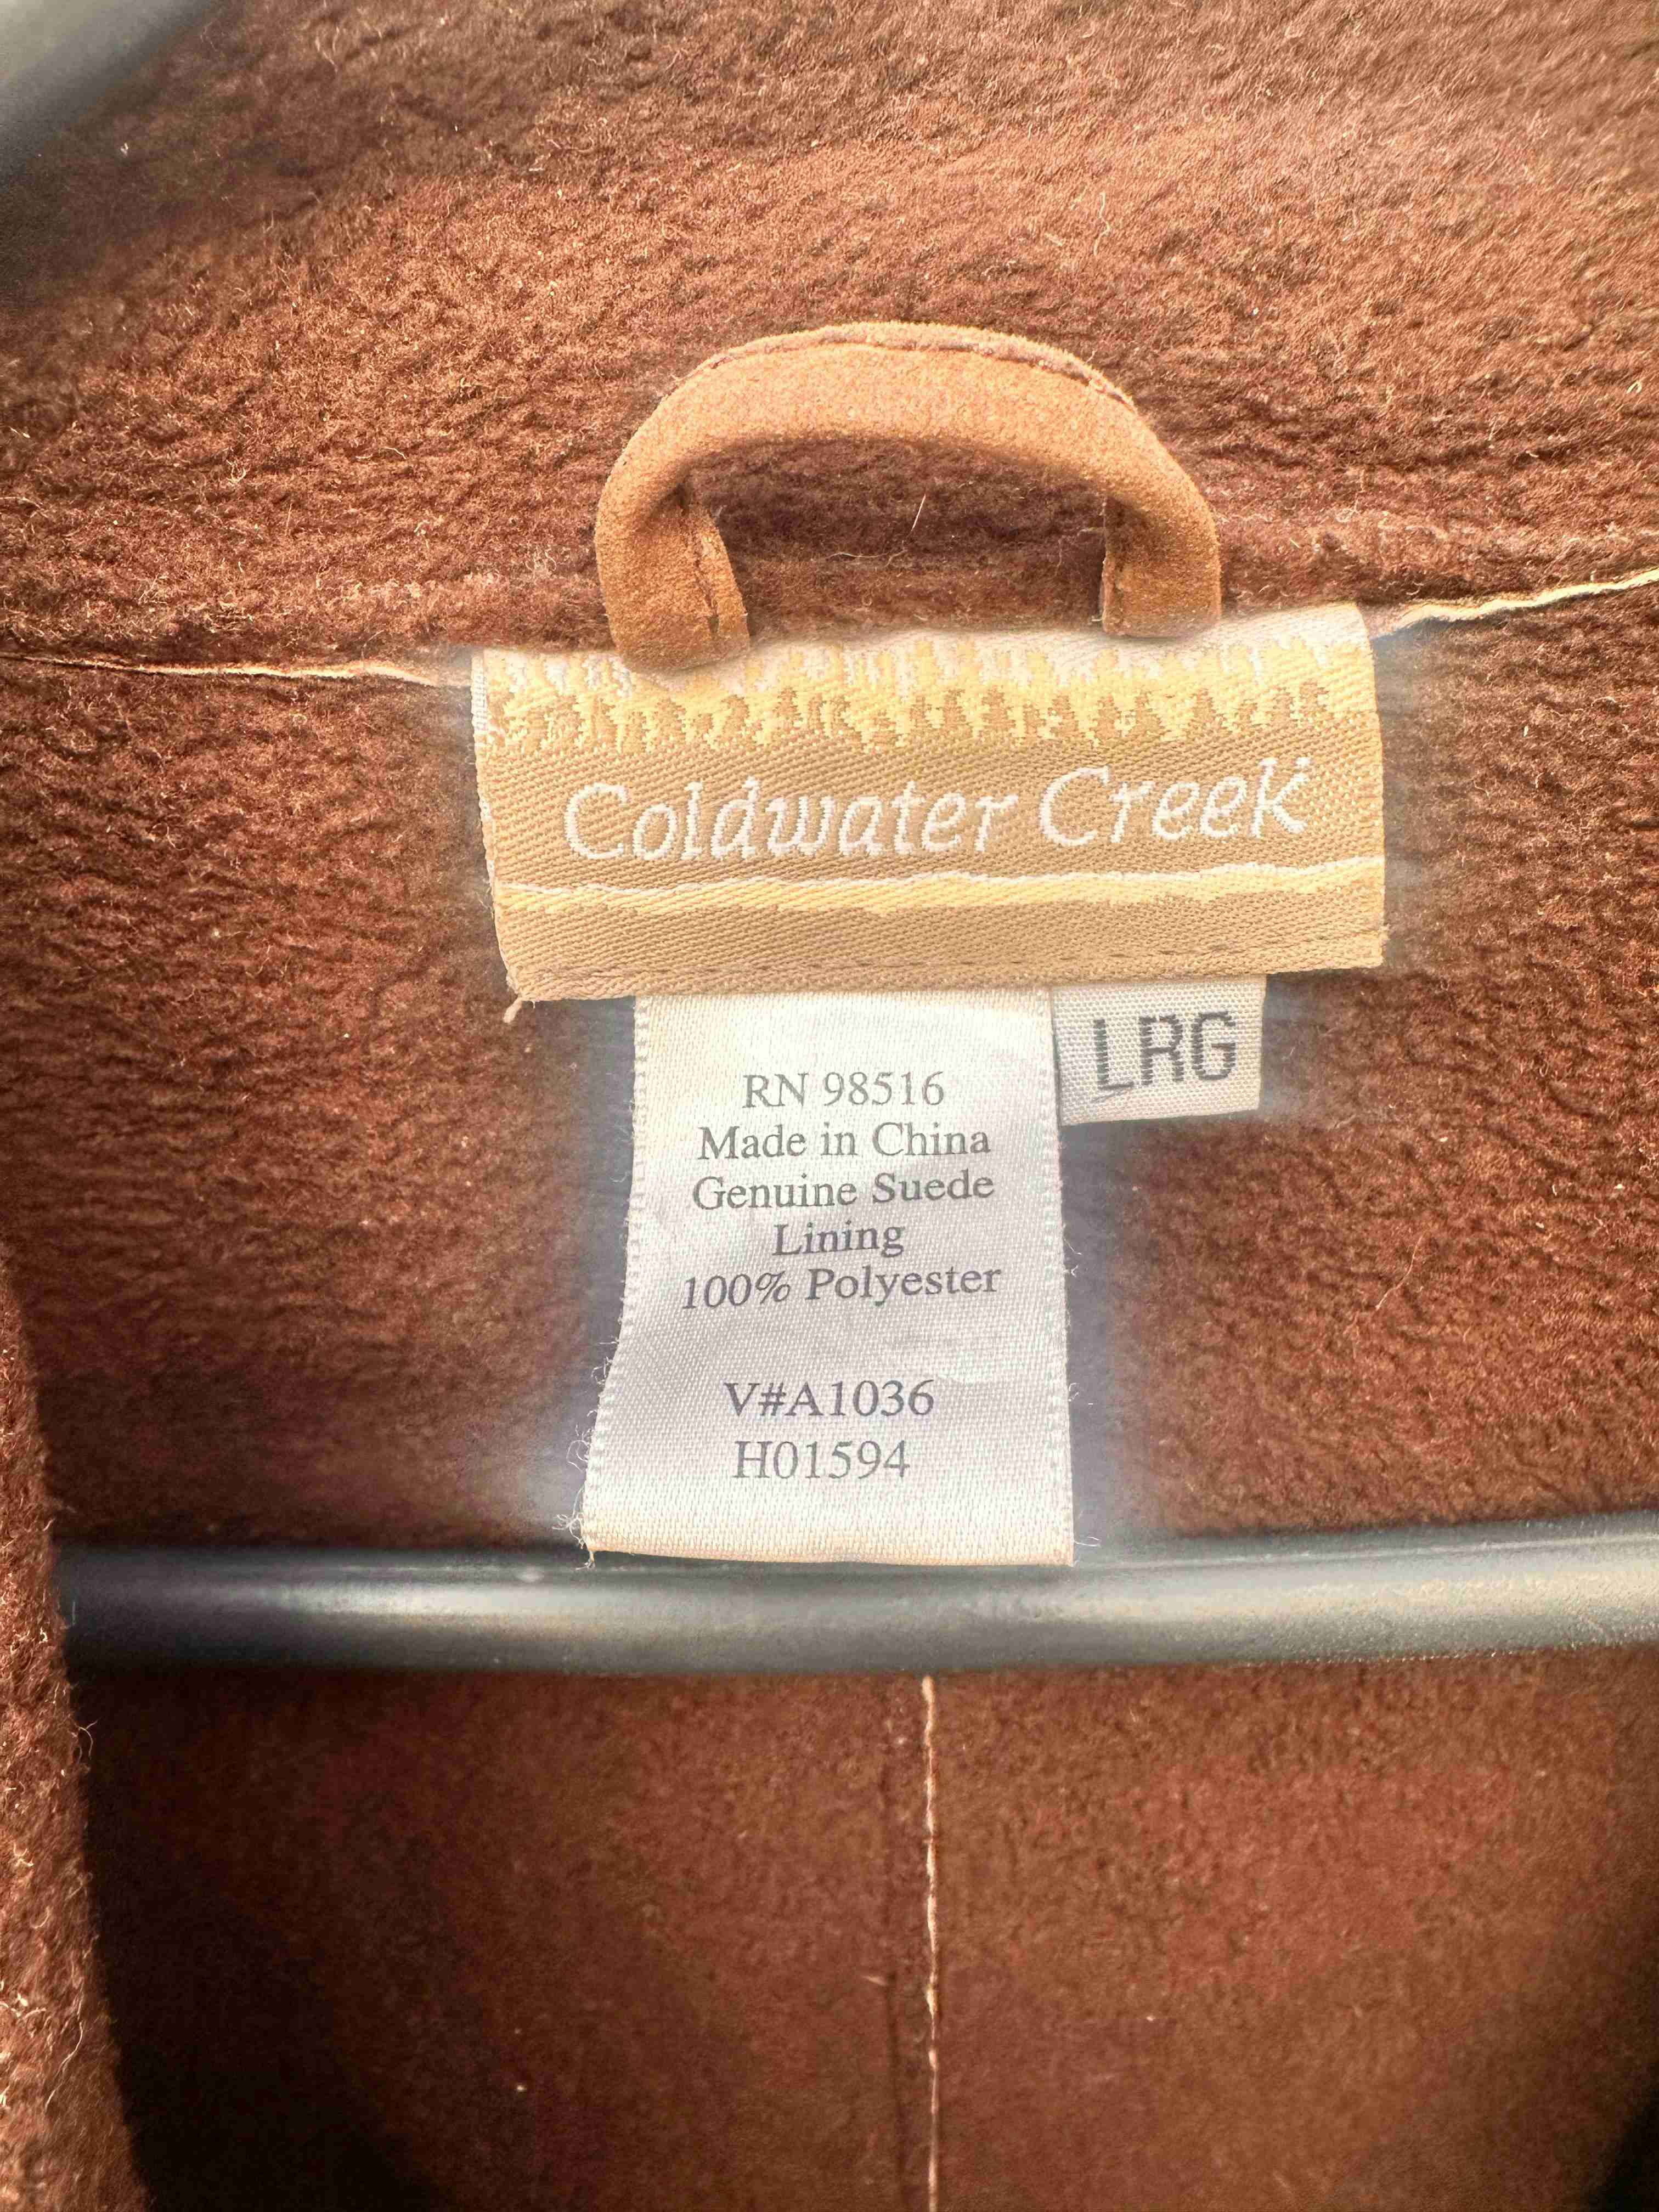 Coldwater Creek
LRG
RN 98516
Made in China
Genuine Suede
Lining
100% Polyester
V#A1036
H01594